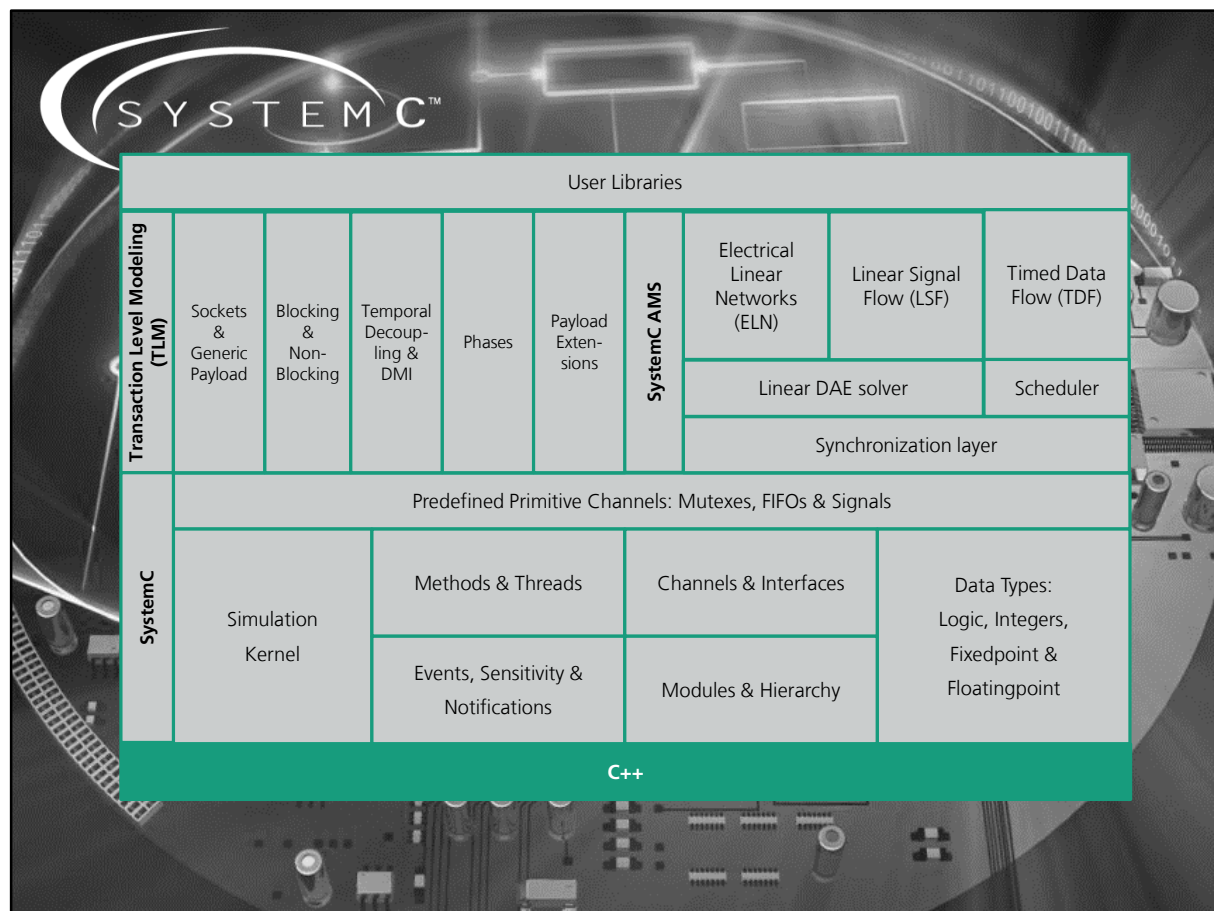 SYSTEM C™
User Libraries
Transaction Level Modeling
(TLM)
Sockets
&
Generic
Payload
Blocking
&
Non-
Blocking
Temporal
Decoup-
ling &
DMI
Phases
Payload
Exten-
sions
SystemC AMS
Electrical
Linear
Networks
(ELN)
Linear Signal
Flow (LSF)
Timed Data
Flow (TDF)
Linear DAE solver
Scheduler
Synchronization layer
SystemC
Predefined Primitive Channels: Mutexes, FIFOs & Signals
Simulation
Kernel
Methods & Threads
Channels & Interfaces
Data Types:
Logic, Integers,
Fixedpoint &
Floatingpoint
Events, Sensitivity &
Notifications
Modules & Hierarchy
C++